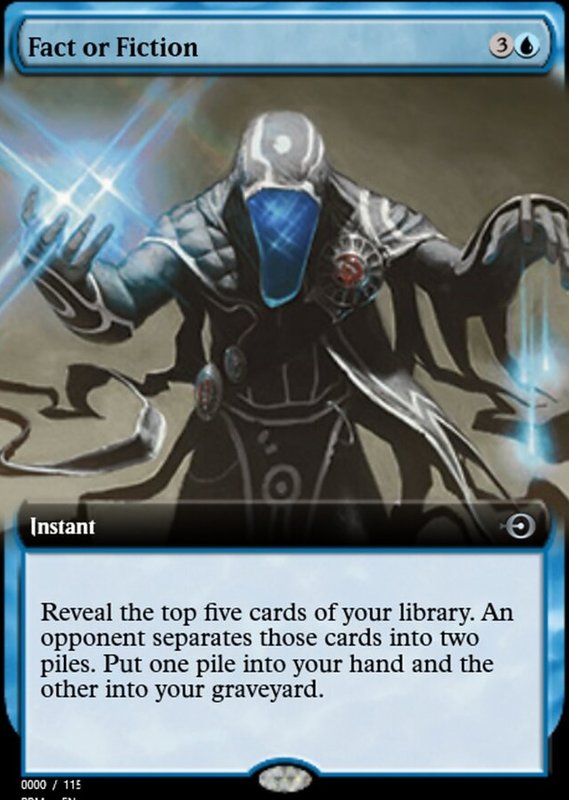 Fact or Fiction
3
Instant
Reveal the top five cards of your library. An
opponent separates those cards into two
piles. Put one pile into your hand and the
other into your graveyard.
0000 / 115